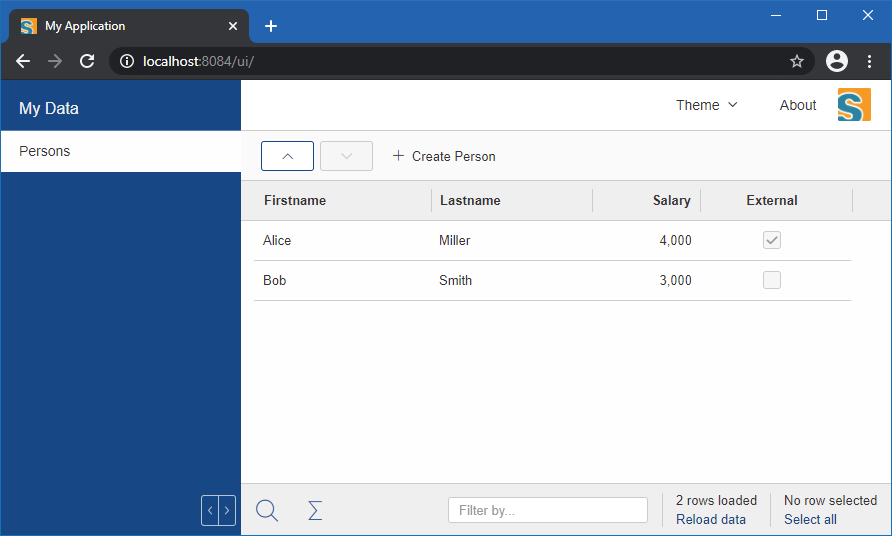 My Application
localhost:8084/ui/
My Data
Theme
About
S
Persons
Create Person
Firstname Lastname Salary External
Alice Miller 4,000
Bob Smith 3,000
Filter by...
2 rows loaded
Reload data
No row selected
Select all